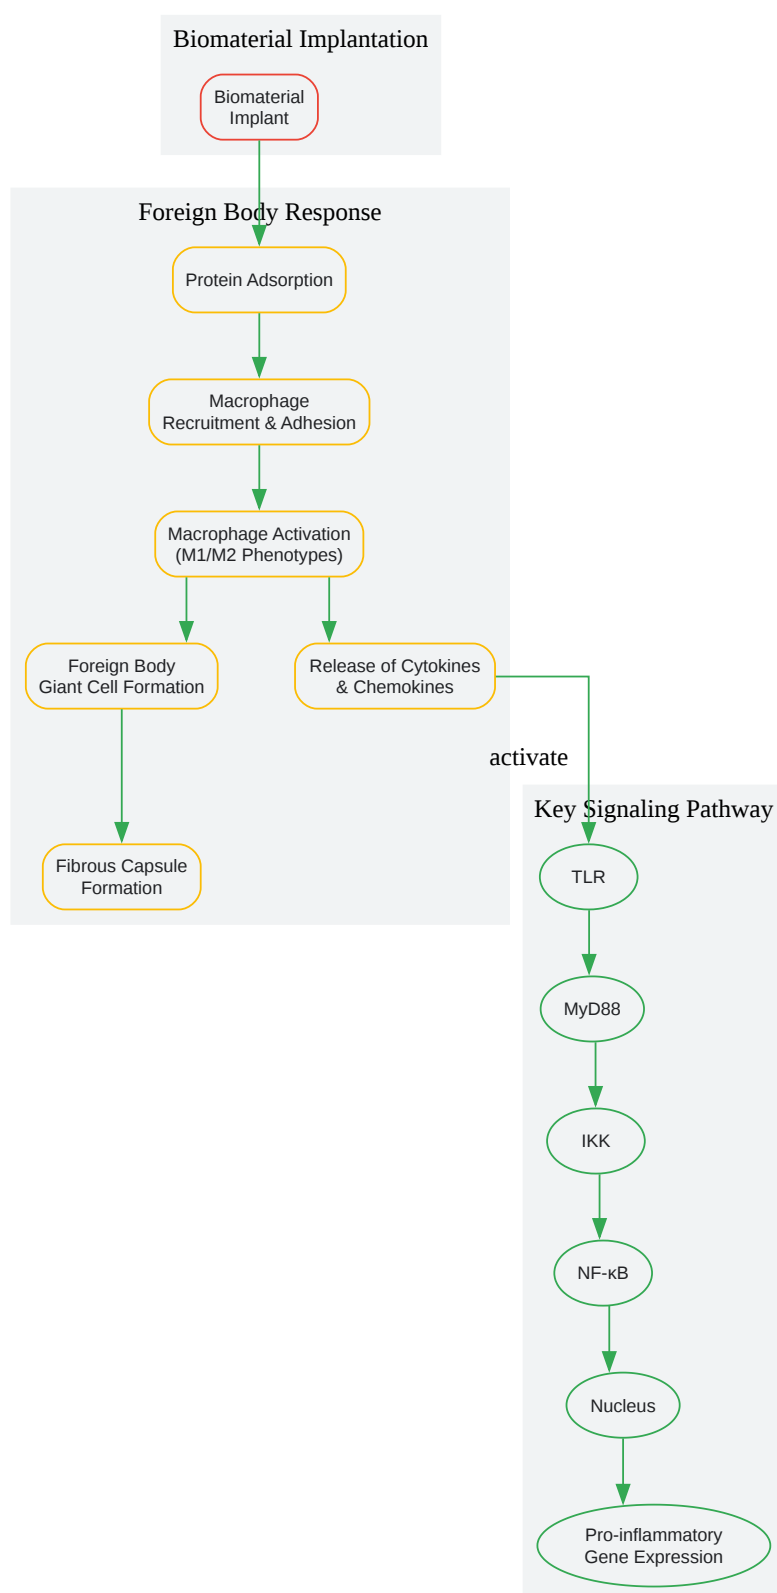 Biomaterial Implantation
Biomaterial
Implant
Foreign Body Response
Protein Adsorption
Macrophage
Recruitment & Adhesion
Macrophage Activation
(M1/M2 Phenotypes)
Foreign Body
Giant Cell Formation
Release of Cytokines
& Chemokines
activate
Key Signaling Pathway
Fibrous Capsule
Formation
TLR
MyD88
IKK
NF-κB
Nucleus
Pro-inflammatory
Gene Expression